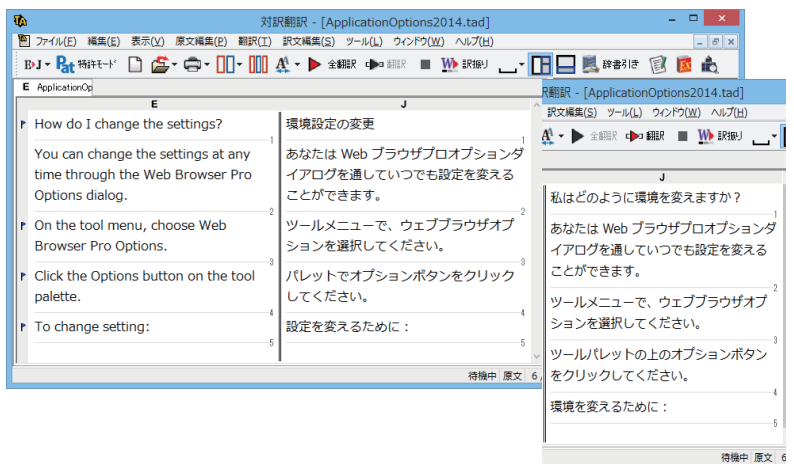 対訳翻訳 - [ApplicationOptions2014.tad]
ファイル(F) 編集(E) 表示(V) 原文編集(P) 翻訳(T) 訳文編集(S) ツール(L) ウィンドウ(W) ヘルプ(H)
E›J Pat 特許モード 全翻訳 翻訳 訳振り 辞書引き
E ApplicationOp
E J
How do I change the settings? 環境設定の変更
1 1
You can change the settings at any あなたは Web ブラウザプロオプションダ
time through the Web Browser Pro イアログを通していつでも設定を変える
Options dialog. ことができます。
2 2
On the tool menu, choose Web ツールメニューで、ウェブブラウザオプ
Browser Pro Options. ションを選択してください。
3 3
Click the Options button on the tool パレットでオプションボタンをクリック
palette. してください。
4 4
To change setting: 設定を変えるために：
5 5
待機中 原文 6 /
訳翻訳 - [ApplicationOptions2014.tad]
訳文編集(S) ツール(L) ウィンドウ(W) ヘルプ(H)
全翻訳 翻訳 訳振り
J
私はどのように環境を変えますか？
1
あなたは Web ブラウザプロオプションダ
イアログを通していつでも設定を変える
ことができます。
2
ツールメニューで、ウェブブラウザオプ
ションを選択してください。
3
ツールパレットの上のオプションボタン
をクリックしてください。
4
環境を変えるために：
5
待機中 原文 6